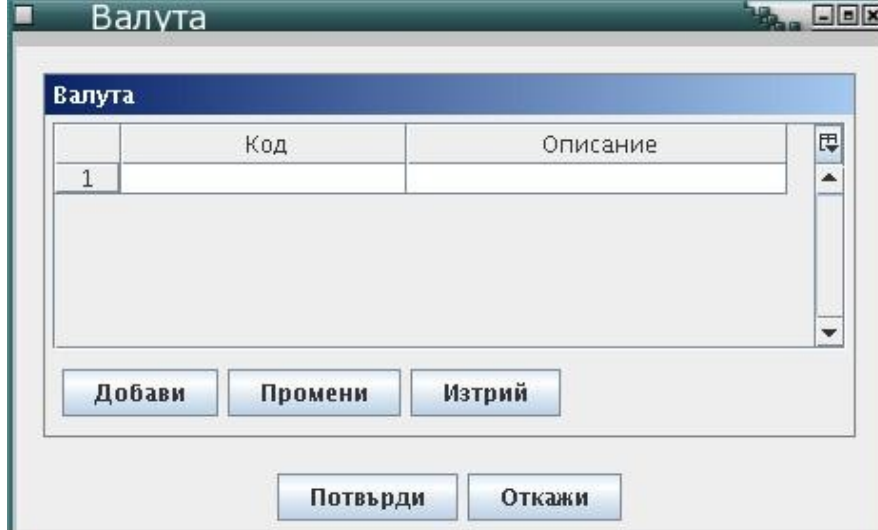 Валута
Валута
Код Описание
1
Добави Промени Изтрий
Потвърди Откажи